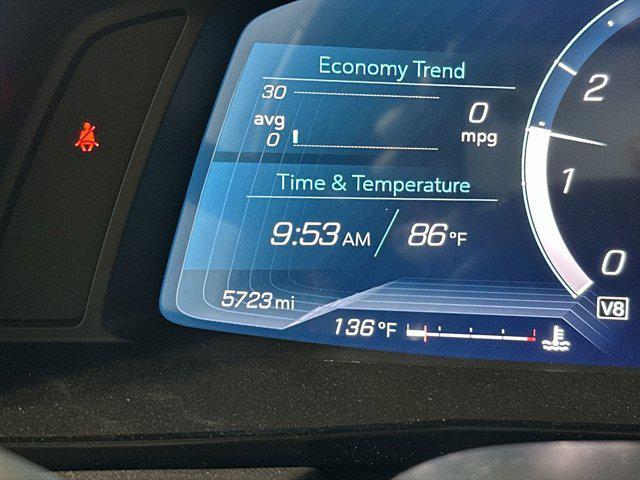 Economy Trend
30
avg
0
0
mpg
Time & Temperature
9:53 AM / 86°F
5723 mi
136°F
2
1
0
V8